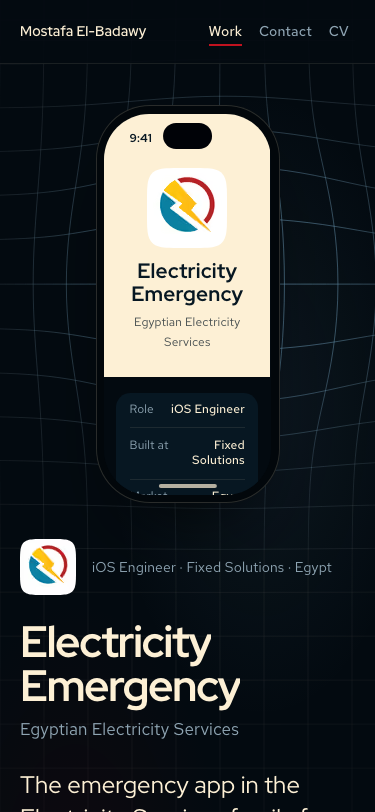 Mostafa El-Badawy
Work Contact CV
9:41
Electricity
Emergency
Egyptian Electricity
Services
Role iOS Engineer
Built at Fixed
Solutions
iOS Engineer · Fixed Solutions · Egypt
Electricity
Emergency
Egyptian Electricity Services
The emergency app in the